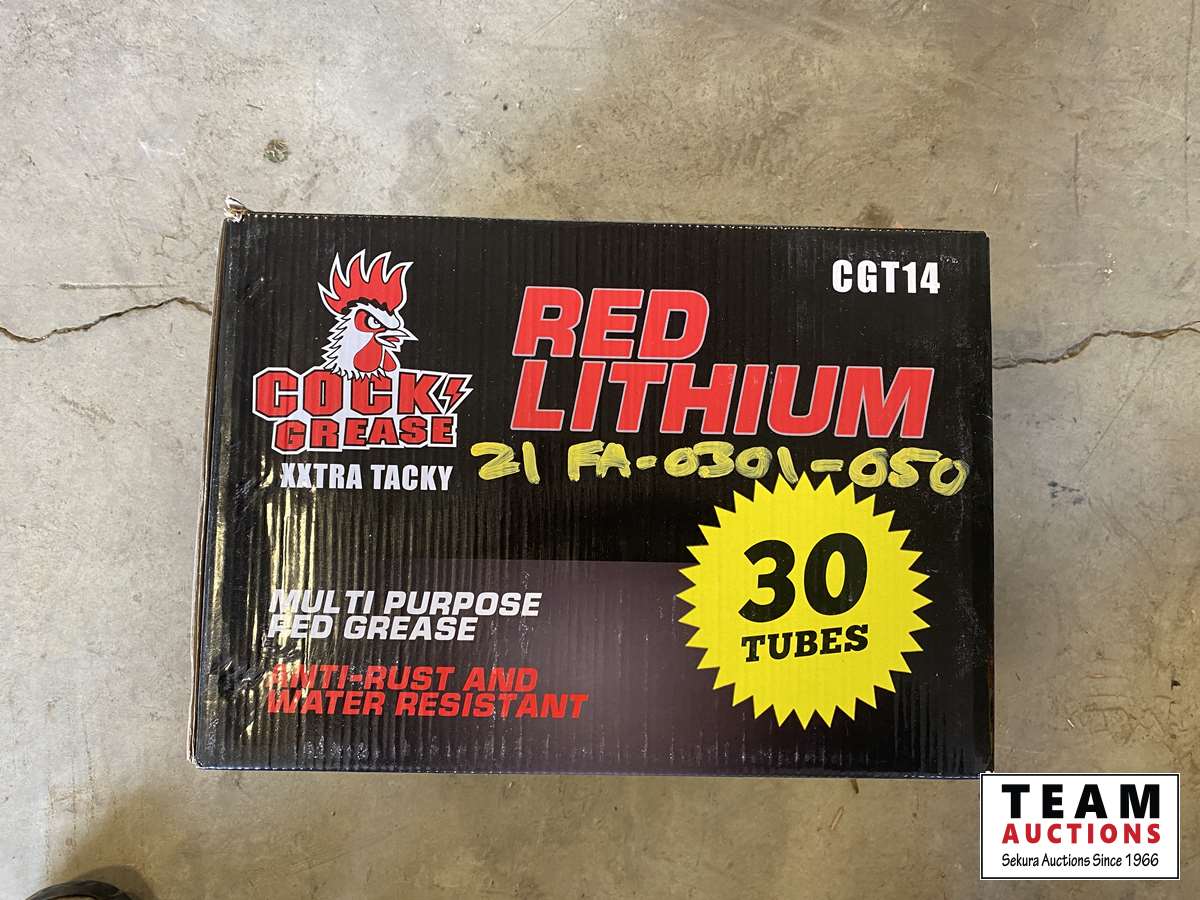 CGT14
RED
LITHIUM
COCK
GREASE
XXTRA TACKY
21 FA-0301-050
MULTI PURPOSE
RED GREASE
ANTI-RUST AND
WATER RESISTANT
30
TUBES
TEAM
AUCTIONS
Sekura Auctions Since 1966